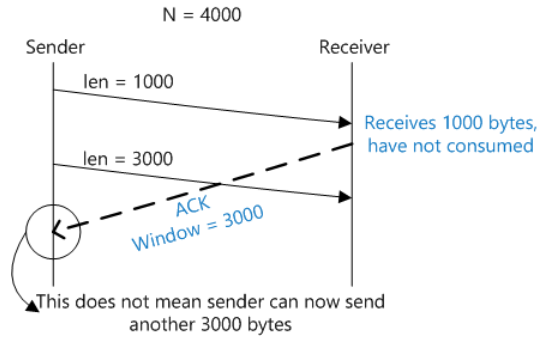 N = 4000
Sender
Receiver
len = 1000
Receives 1000 bytes,
have not consumed
len = 3000
ACK
Window = 3000
This does not mean sender can now send
another 3000 bytes